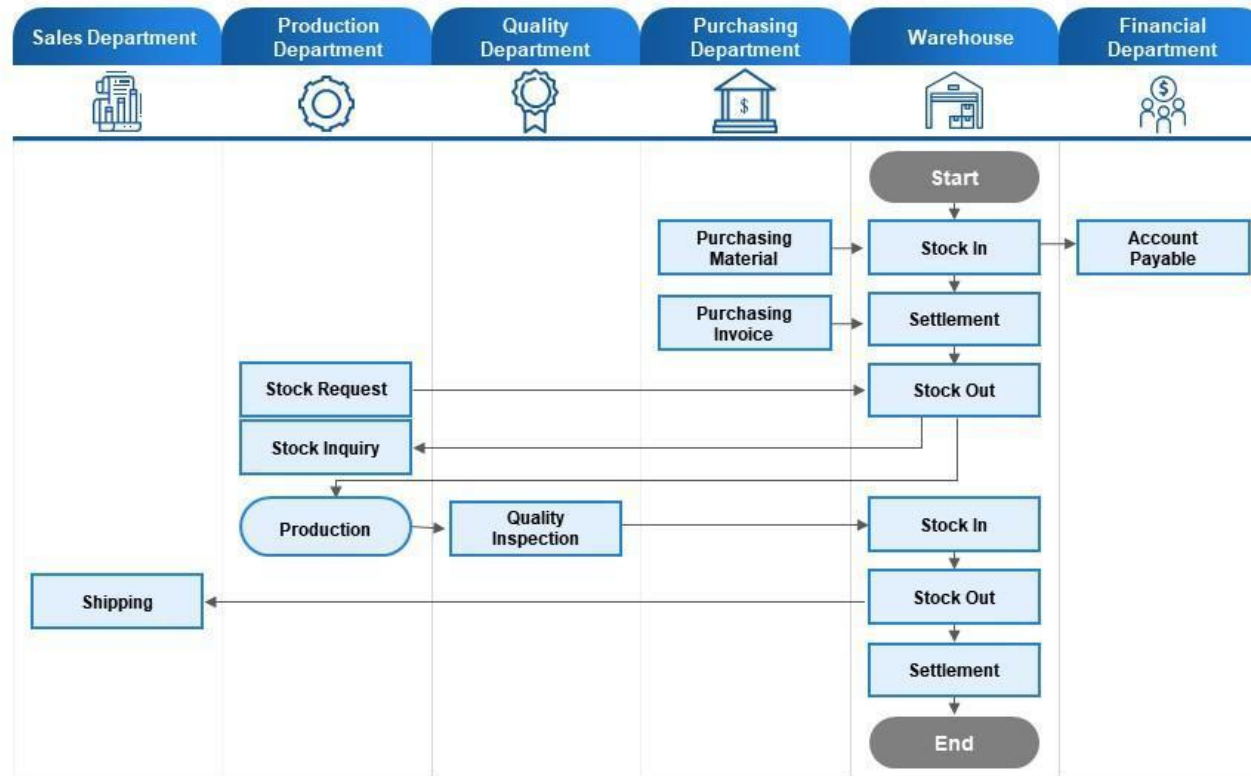 Sales Department
Production
Department
Quality
Department
Purchasing
Department
Warehouse
Financial
Department
$
$
Start
Purchasing
Material
Stock In
Account
Payable
Purchasing
Invoice
Settlement
Stock Request
Stock Out
Stock Inquiry
Production
Quality
Inspection
Stock In
Shipping
Stock Out
Settlement
End